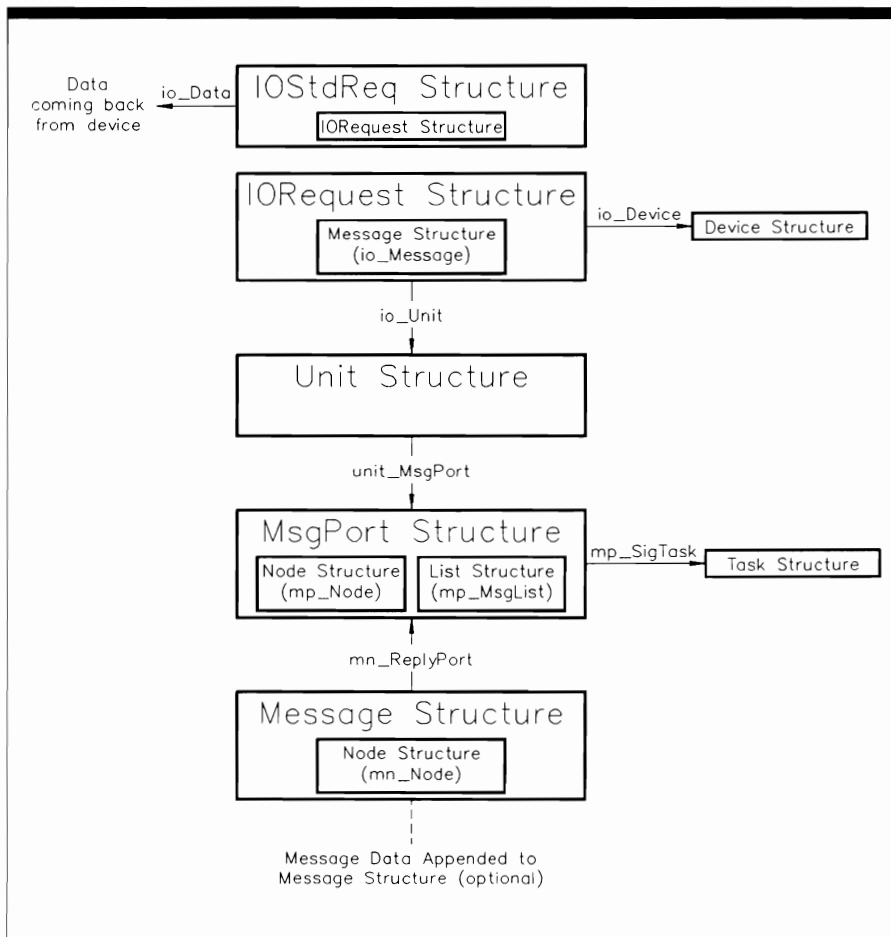 Data
coming back
from device
io_Data
IOStdReq Structure
IORequest Structure
IORequest Structure
Message Structure
(io_Message)
io_Device
Device Structure
io_Unit
Unit Structure
unit_MsgPort
MsgPort Structure
Node Structure
(mp_Node)
List Structure
(mp_MsgList)
mp_SigTask
Task Structure
mn_ReplyPort
Message Structure
Node Structure
(mn_Node)
Message Data Appended to
Message Structure (optional)